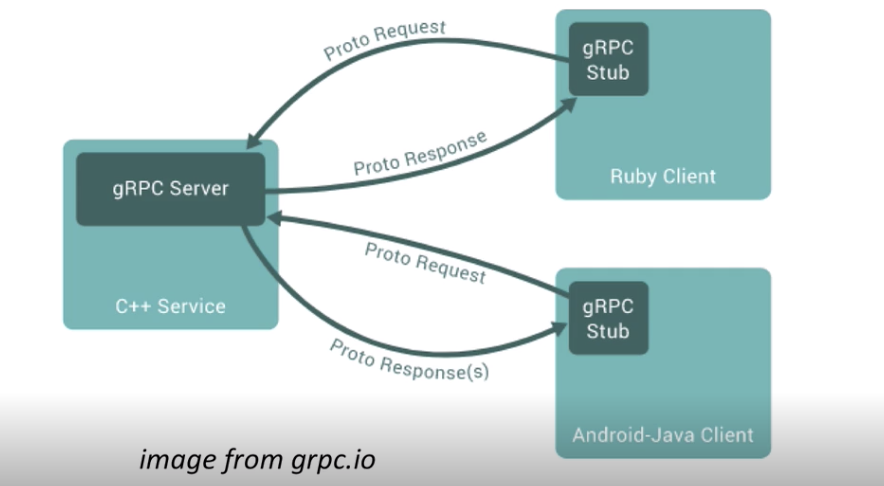 Proto Request
gRPC
Stub
Proto Response
Ruby Client
gRPC Server
C++ Service
Proto Request
gRPC
Stub
Proto Response(s)
Android-Java Client
image from grpc.io